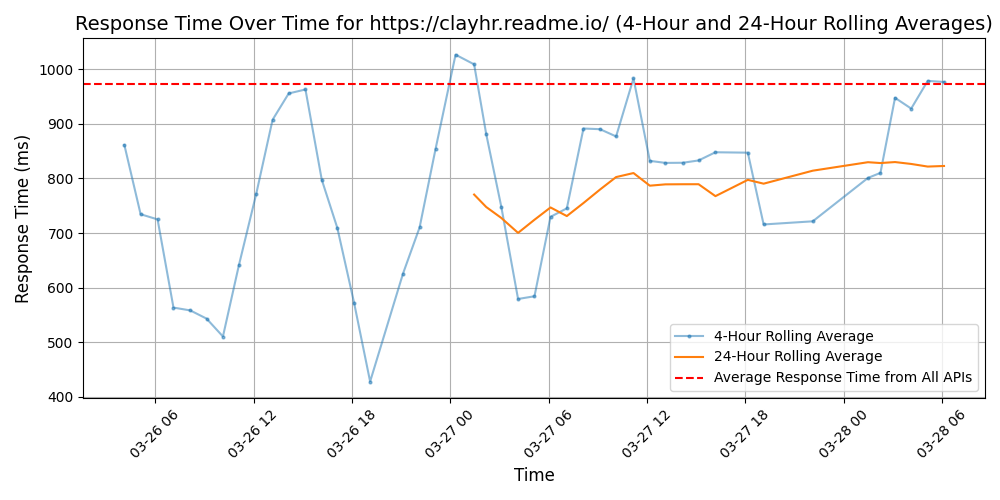 Response Time Over Time for https://clayhr.readme.io/ (4-Hour and 24-Hour Rolling Averages)
Response Time (ms)
1000
900
800
700
600
500
400
4-Hour Rolling Average
24-Hour Rolling Average
Average Response Time from All APIs
03-26 06
03-26 12
03-26 18
03-27 00
03-27 06
03-27 12
03-27 18
03-28 00
03-28 06
Time